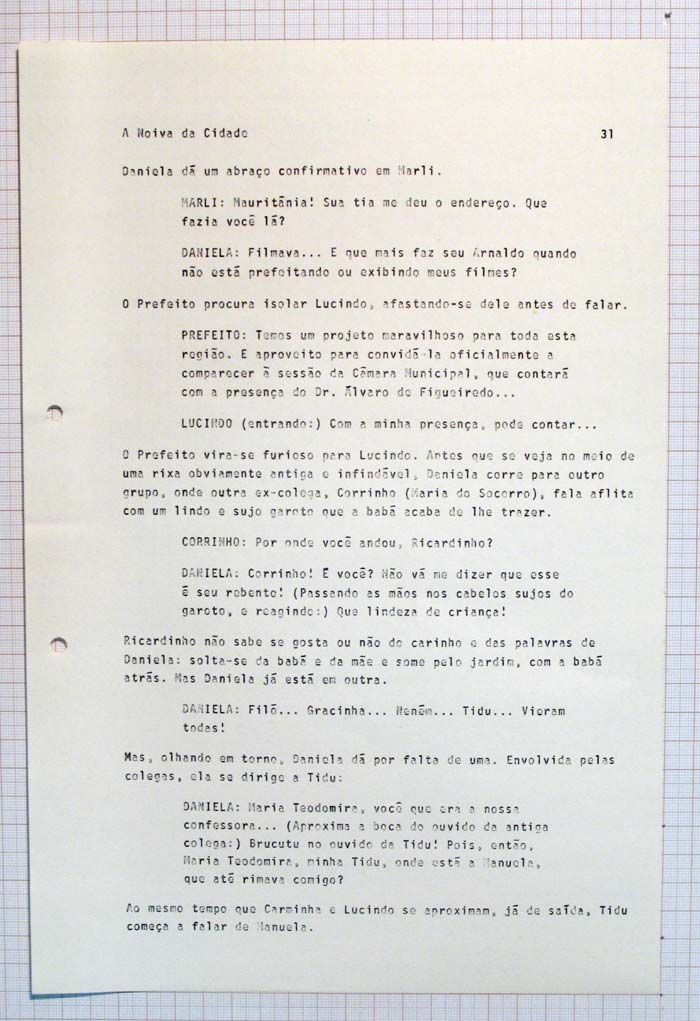 A Noiva da Cidade 31
Daniela dá um abraço confirmativo em Marli.
MARLI: Mauritânia! Sua tia me deu o endereço. Que
fazia você lá?
DANIELA: Filmava... E que mais faz seu Arnaldo quando
não está prefeitando ou exibindo meus filmes?
O Prefeito procura isolar Lucindo, afastando-se dele antes de falar.
PREFEITO: Temos um projeto maravilhoso para toda esta
região. E aproveito para convidá-la oficialmente a
comparecer à sessão da Câmara Municipal, que contará
com a presença do Dr. Álvaro de Figueiredo...
LUCINDO (entrando:) Com a minha presença, pode contar...
O Prefeito vira-se furioso para Lucindo. Antes que se veja no meio de
uma rixa obviamente antiga e infindável, Daniela corre para outro
grupo, onde outra ex-colega, Corrinho (Maria do Socorro), fala aflita
com um lindo e sujo garoto que a babá acaba de lhe trazer.
CORRINHO: Por onde você andou, Ricardinho?
DANIELA: Corrinho! É você? Não vá me dizer que esse
é seu rebento! (Passando as mãos nos cabelos sujos do
garoto, e reagindo:) Que lindeza de criança!
Ricardinho não sabe se gosta ou não do carinho e das palavras de
Daniela: solta-se da babá e da mãe e some pelo jardim, com a babá
atrás. Mas Daniela já está em outra.
DANIELA: Filô... Gracinha... Neném... Tidu... Vieram
todas!
Mas, olhando em torno, Daniela dá por falta de uma. Envolvida pelas
colegas, ela se dirige a Tidu:
DANIELA: Maria Teodomira, você que era a nossa
confessora... (Aproxima a boca do ouvido da antiga
colega:) Brucutu no ouvido da Tidu! Pois, então,
Maria Teodomira, minha Tidu, onde está a Manuela,
que até rimava comigo?
Ao mesmo tempo que Carminha e Lucindo se aproximam, já de saída, Tidu
começa a falar de Manuela.